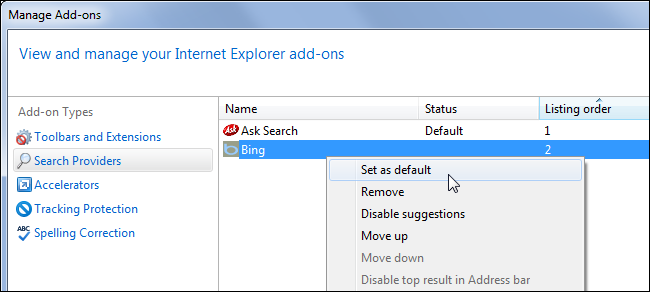 Manage Add-ons
View and manage your Internet Explorer add-ons
Add-on Types
Toolbars and Extensions
Search Providers
Accelerators
Tracking Protection
ABC Spelling Correction
Name Status Listing order
Ask Ask Search Default 1
b Bing 2
Set as default
Remove
Disable suggestions
Move up
Move down
Disable top result in Address bar